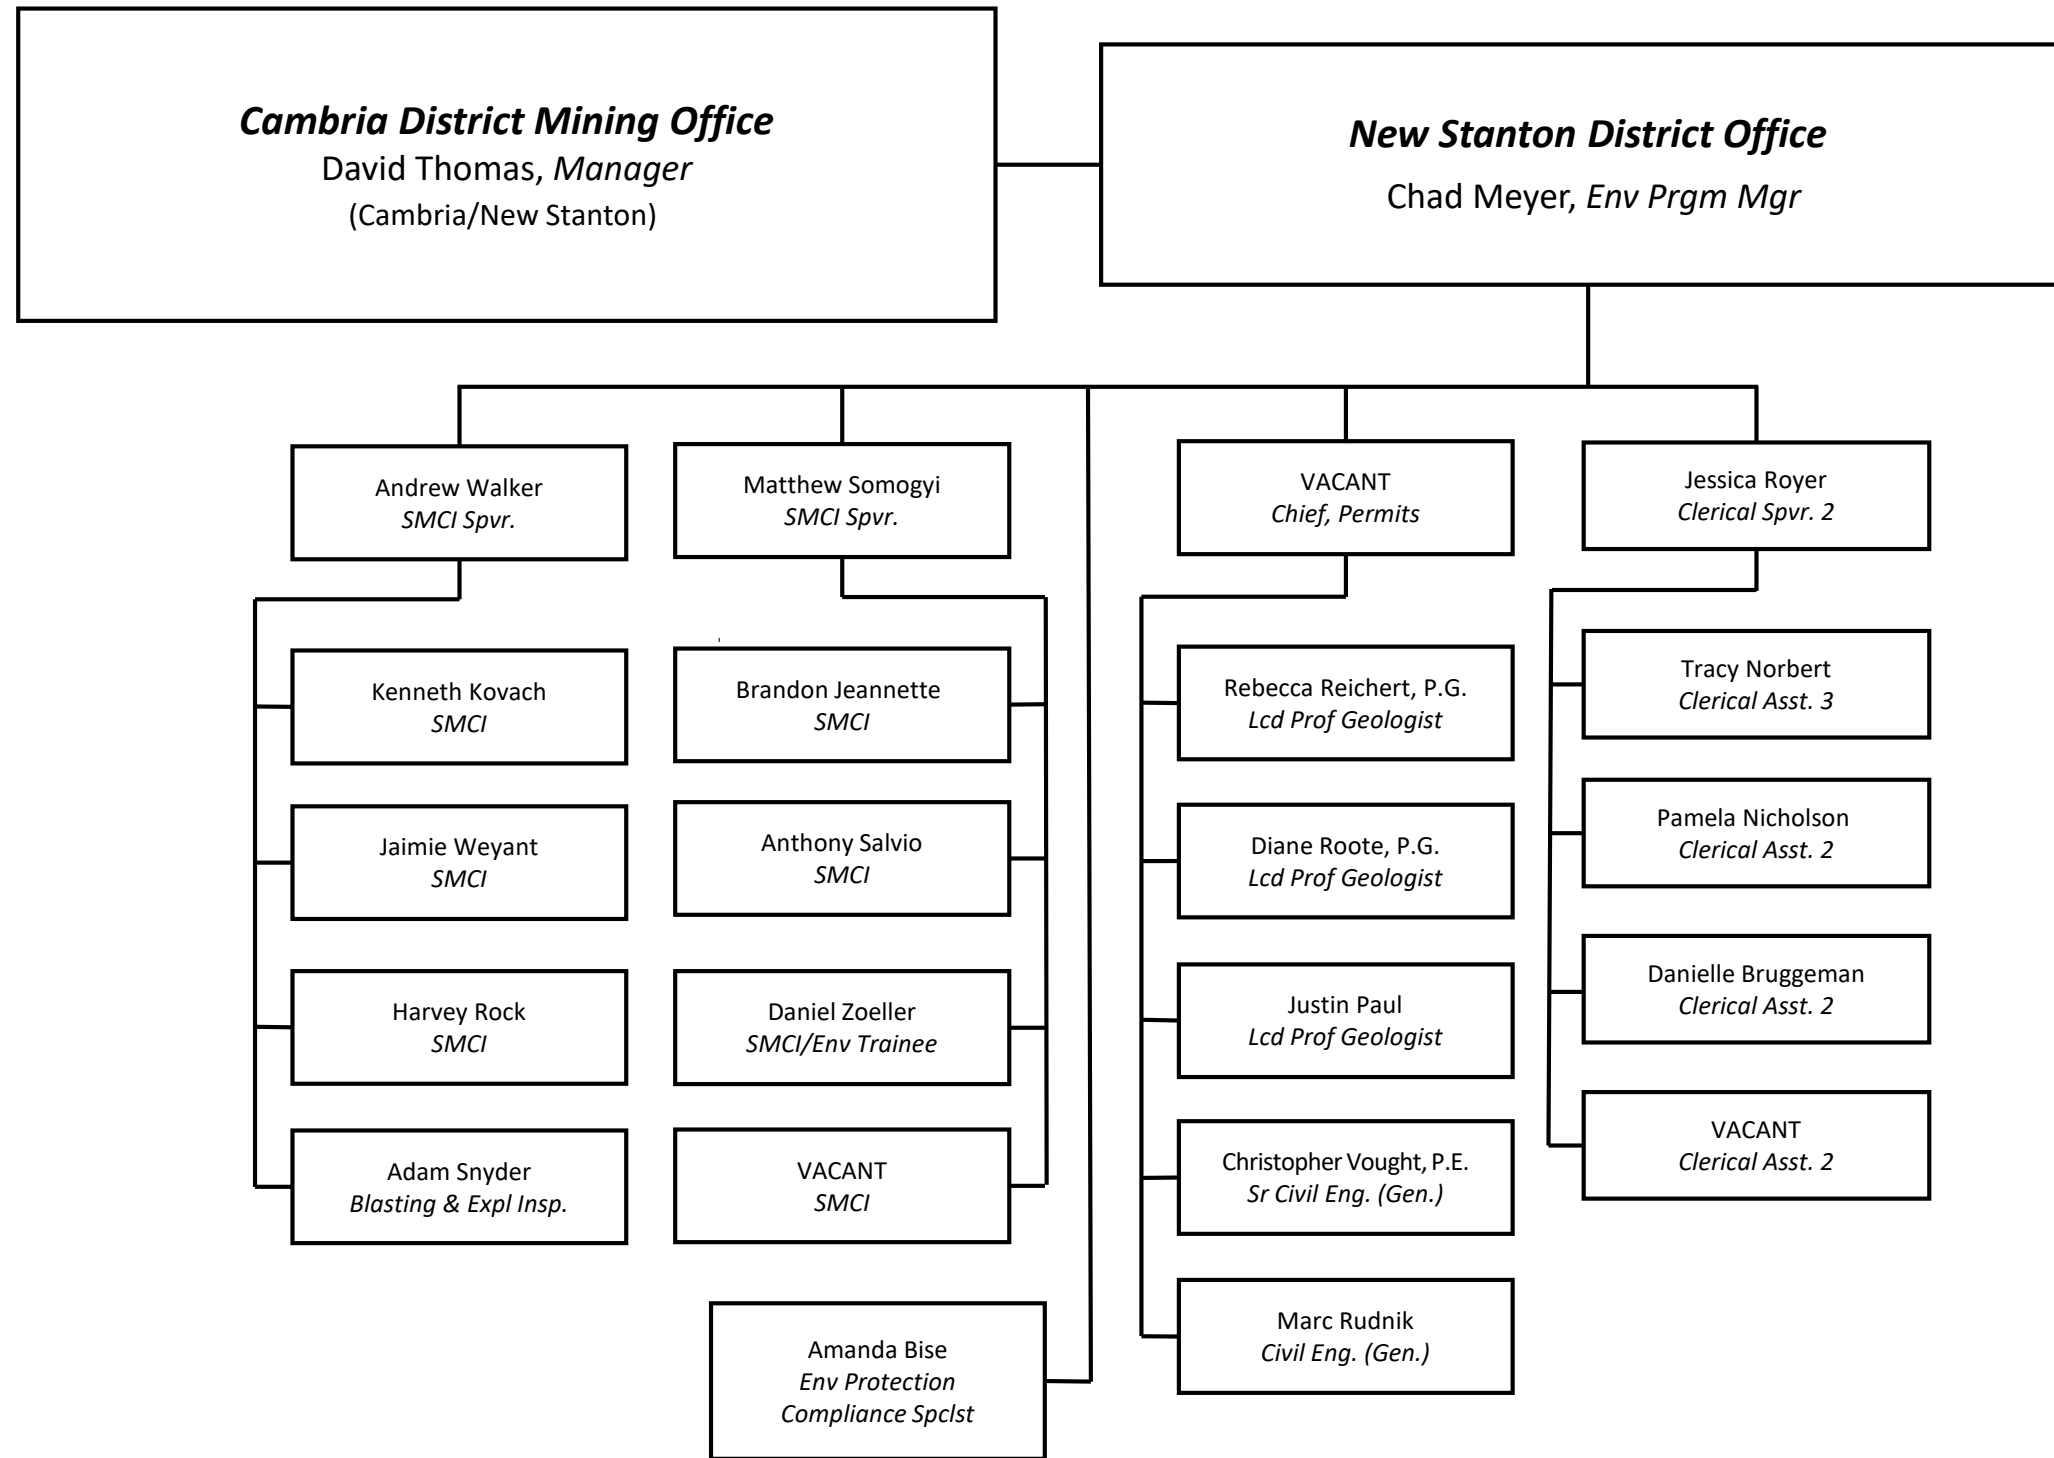 Cambria District Mining Office
David Thomas, Manager
(Cambria/New Stanton)
New Stanton District Office
Chad Meyer, Env Prgm Mgr
Andrew Walker
SMCI Spvr.
Kenneth Kovach
SMCI
Jaimie Weyant
SMCI
Harvey Rock
SMCI
Adam Snyder
Blasting & Expl Insp.
Matthew Somogyi
SMCI Spvr.
Brandon Jeannette
SMCI
Anthony Salvio
SMCI
Daniel Zoeller
SMCI/Env Trainee
VACANT
SMCI
Amanda Bise
Env Protection
Compliance Spclst
VACANT
Chief, Permits
Rebecca Reichert, P.G.
Lcd Prof Geologist
Diane Roote, P.G.
Lcd Prof Geologist
Justin Paul
Lcd Prof Geologist
Christopher Vought, P.E.
Sr Civil Eng. (Gen.)
Marc Rudnik
Civil Eng. (Gen.)
Jessica Royer
Clerical Spvr. 2
Tracy Norbert
Clerical Asst. 3
Pamela Nicholson
Clerical Asst. 2
Danielle Bruggeman
Clerical Asst. 2
VACANT
Clerical Asst. 2